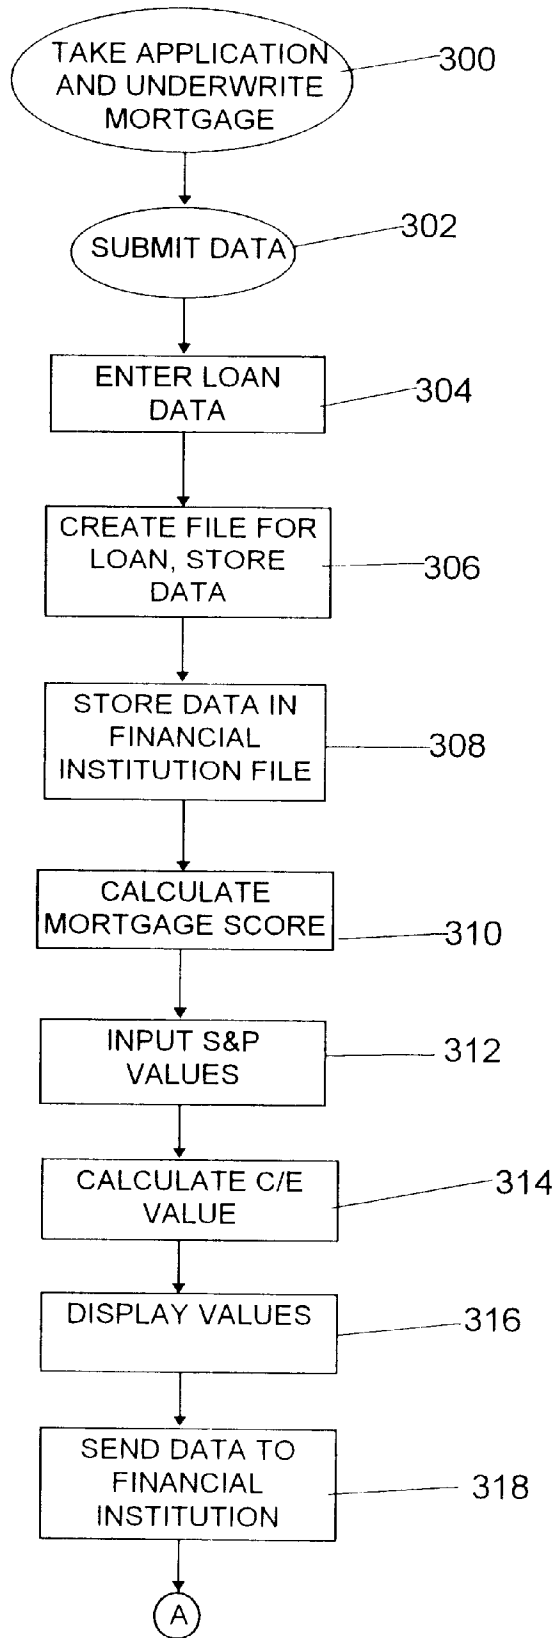 TAKE APPLICATION
AND UNDERWRITE
MORTGAGE
300
SUBMIT DATA
302
ENTER LOAN
DATA
304
CREATE FILE FOR
LOAN, STORE
DATA
306
STORE DATA IN
FINANCIAL
INSTITUTION FILE
308
CALCULATE
MORTGAGE SCORE
310
INPUT S&P
VALUES
312
CALCULATE C/E
VALUE
314
DISPLAY VALUES
316
SEND DATA TO
FINANCIAL
INSTITUTION
318
A